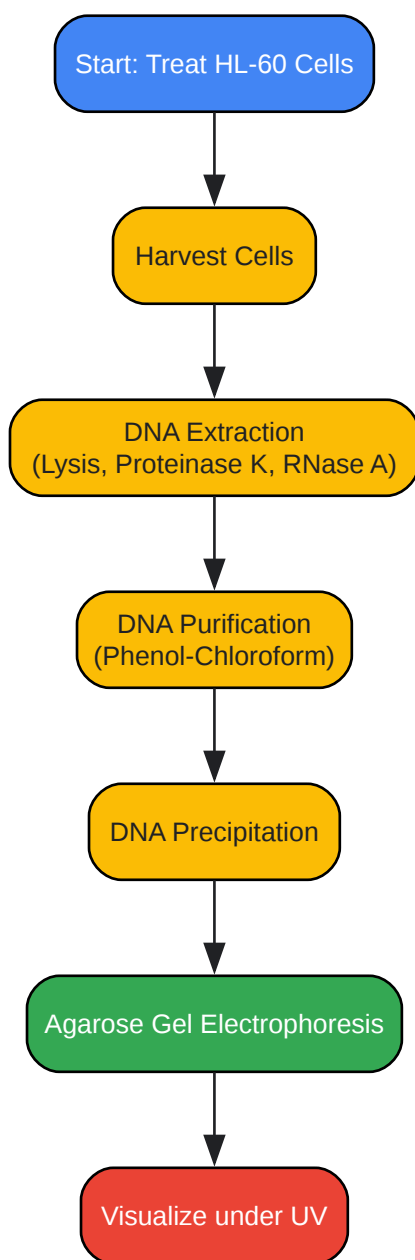 Start: Treat HL-60 Cells
Harvest Cells
DNA Extraction
(Lysis, Proteinase K, RNase A)
DNA Purification
(Phenol-Chloroform)
DNA Precipitation
Agarose Gel Electrophoresis
Visualize under UV